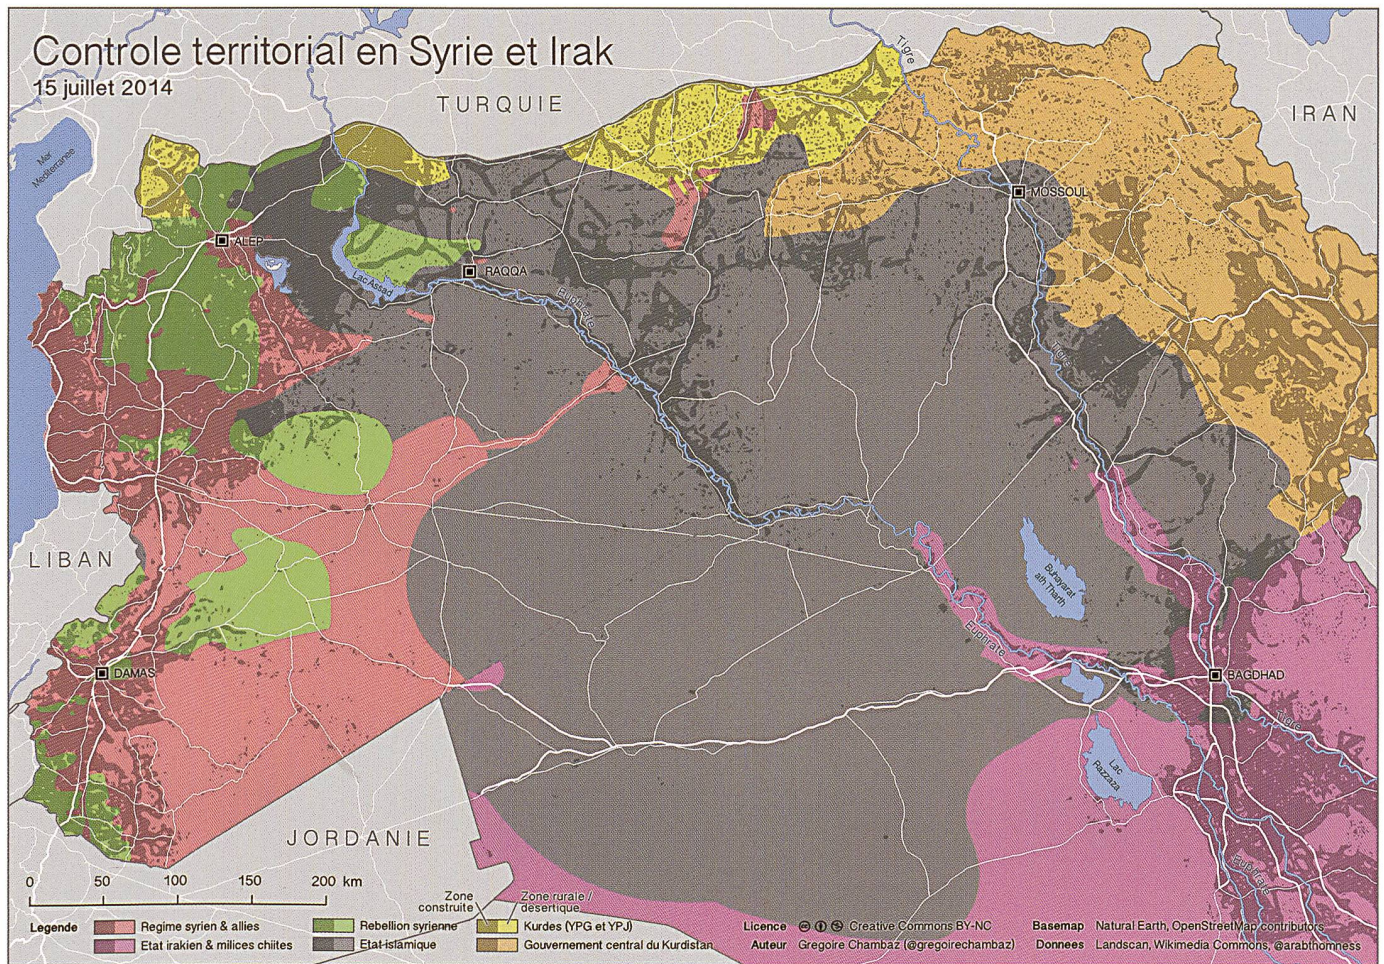 Controle territorial en Syrie et Irak
15 juillet 2014
TURQUIE
Tigre
IRAN
Mer
Mediterranee
MOSSOUL
ALEP
RAQQA
Lac Assad
Euphrate
Tigre
LIBAN
Buhayarat
ath Tharth
Euphrate
DAMAS
BAGDHAD
Tigre
Lac
Razzaza
JORDANIE
Euphrate
0 50 100 150 200 km
Zone
construite
Zone rurale /
desertique
Legende
Regime syrien & allies
Etat irakien & milices chiites
Rebellion syrienne
Etat islamique
Kurdes (YPG et YPJ)
Gouvernement central du Kurdistan
Licence Creative Commons BY-NC
Auteur Gregoire Chambaz (@gregoirechambaz)
Basemap Natural Earth, OpenStreetMap contributors
Donnees Landscan, Wikimedia Commons, @arabthomness